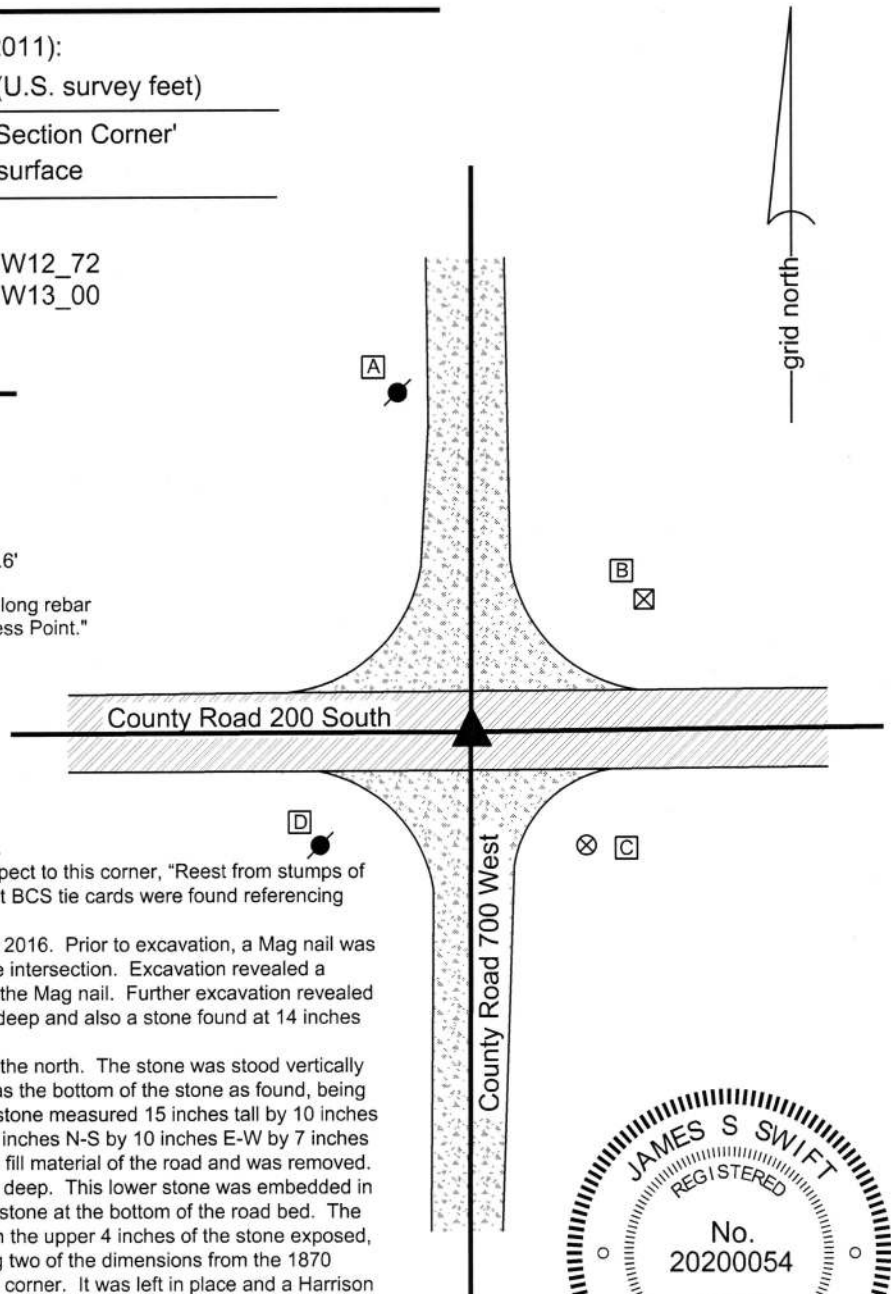 2011):
(U.S. survey feet)
Section Corner'
surface
W12_72
W13_00
grid north
A
.6'
B
long rebar
ess Point."
County Road 200 South
D
C
County Road 700 West
pect to this corner, “Reest from stumps of
t BCS tie cards were found referencing
2016. Prior to excavation, a Mag nail was
e intersection. Excavation revealed a
the Mag nail. Further excavation revealed
deep and also a stone found at 14 inches
the north. The stone was stood vertically
as the bottom of the stone as found, being
stone measured 15 inches tall by 10 inches
inches N-S by 10 inches E-W by 7 inches
fill material of the road and was removed.
deep. This lower stone was embedded in
stone at the bottom of the road bed. The
n the upper 4 inches of the stone exposed,
g two of the dimensions from the 1870
corner. It was left in place and a Harrison
JAMES S SWIFT
REGISTERED
No.
20200054